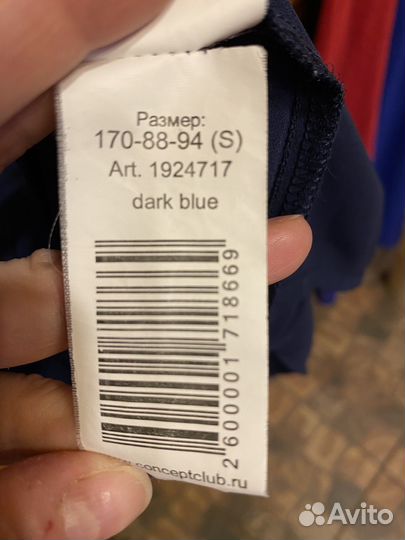 Размер:
170-88-94 (S)
Art. 1924717
dark blue
2600001718669
.conceptclub.ru
Avito